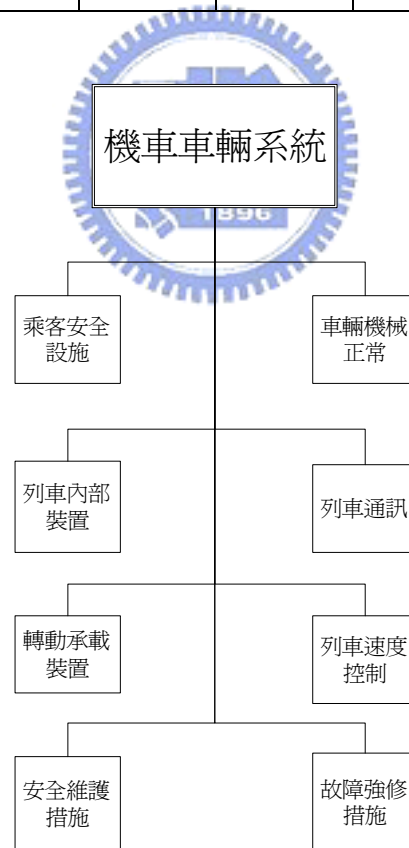 機車車輛系統
1896
乘客安全
設施
車輛機械
正常
列車內部
裝置
列車通訊
轉動承載
裝置
列車速度
控制
安全維護
措施
故障強修
措施